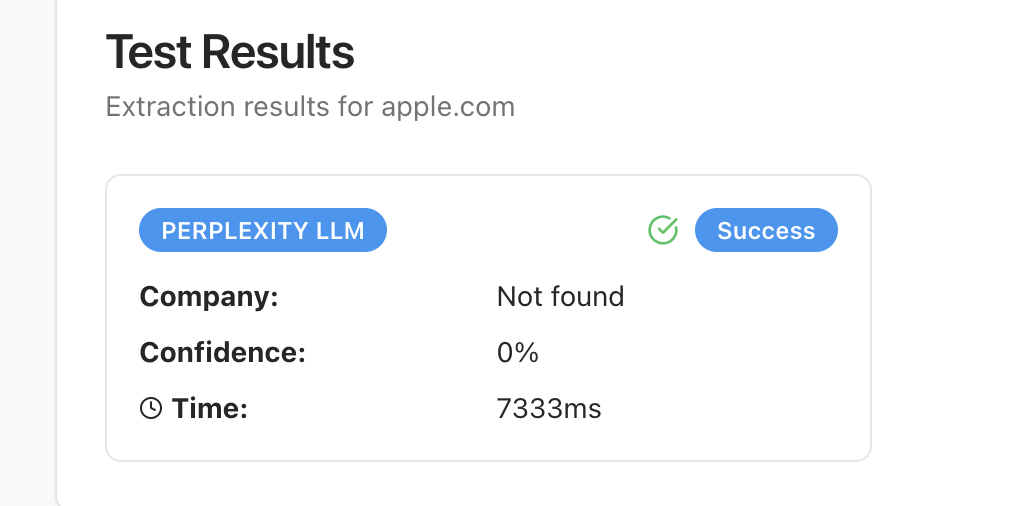 Test Results
Extraction results for apple.com
PERPLEXITY LLM Success
Company: Not found
Confidence: 0%
Time: 7333ms